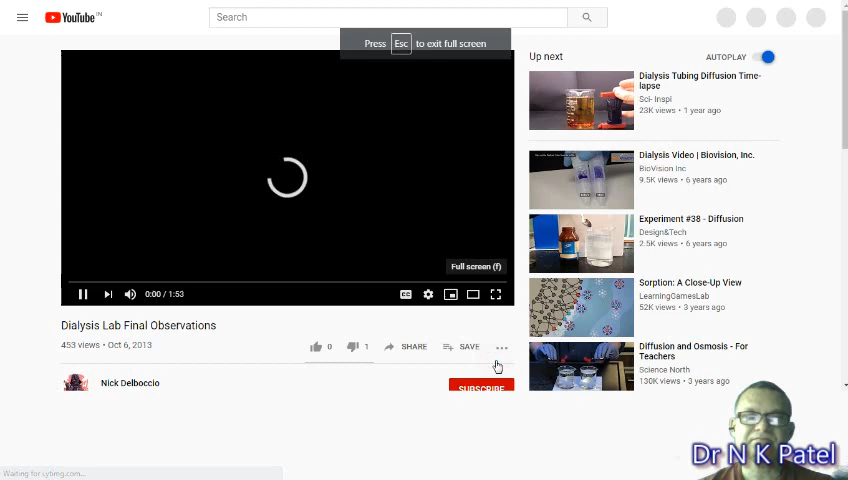 YouTube IN
Search
Press Esc to exit full screen
Up next
AUTOPLAY
Dialysis Tubing Diffusion Time-
lapse
Sci- Inspi
23K views • 1 year ago
Dialysis Video | Biovision, Inc.
BioVision Inc
9.5K views • 6 years ago
Experiment #38 - Diffusion
Design&Tech
2.5K views • 6 years ago
Sorption: A Close-Up View
LearningGamesLab
52K views • 3 years ago
Diffusion and Osmosis - For
Teachers
Science North
130K views • 3 years ago
Full screen (f)
0:00 / 1:53
CC
Dialysis Lab Final Observations
453 views • Oct 6, 2013
0
1
SHARE
SAVE
Nick Delboccio
SUBSCRIBE
Dr N K Patel
Waiting for i.ytimg.com...